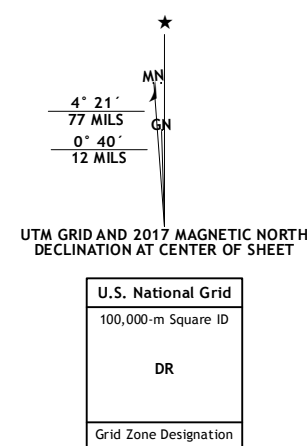 MN
4° 21´
77 MILS
GN
0° 40´
12 MILS
UTM GRID AND 2017 MAGNETIC NORTH
DECLINATION AT CENTER OF SHEET
U.S. National Grid
100,000-m Square ID
DR
Grid Zone Designation